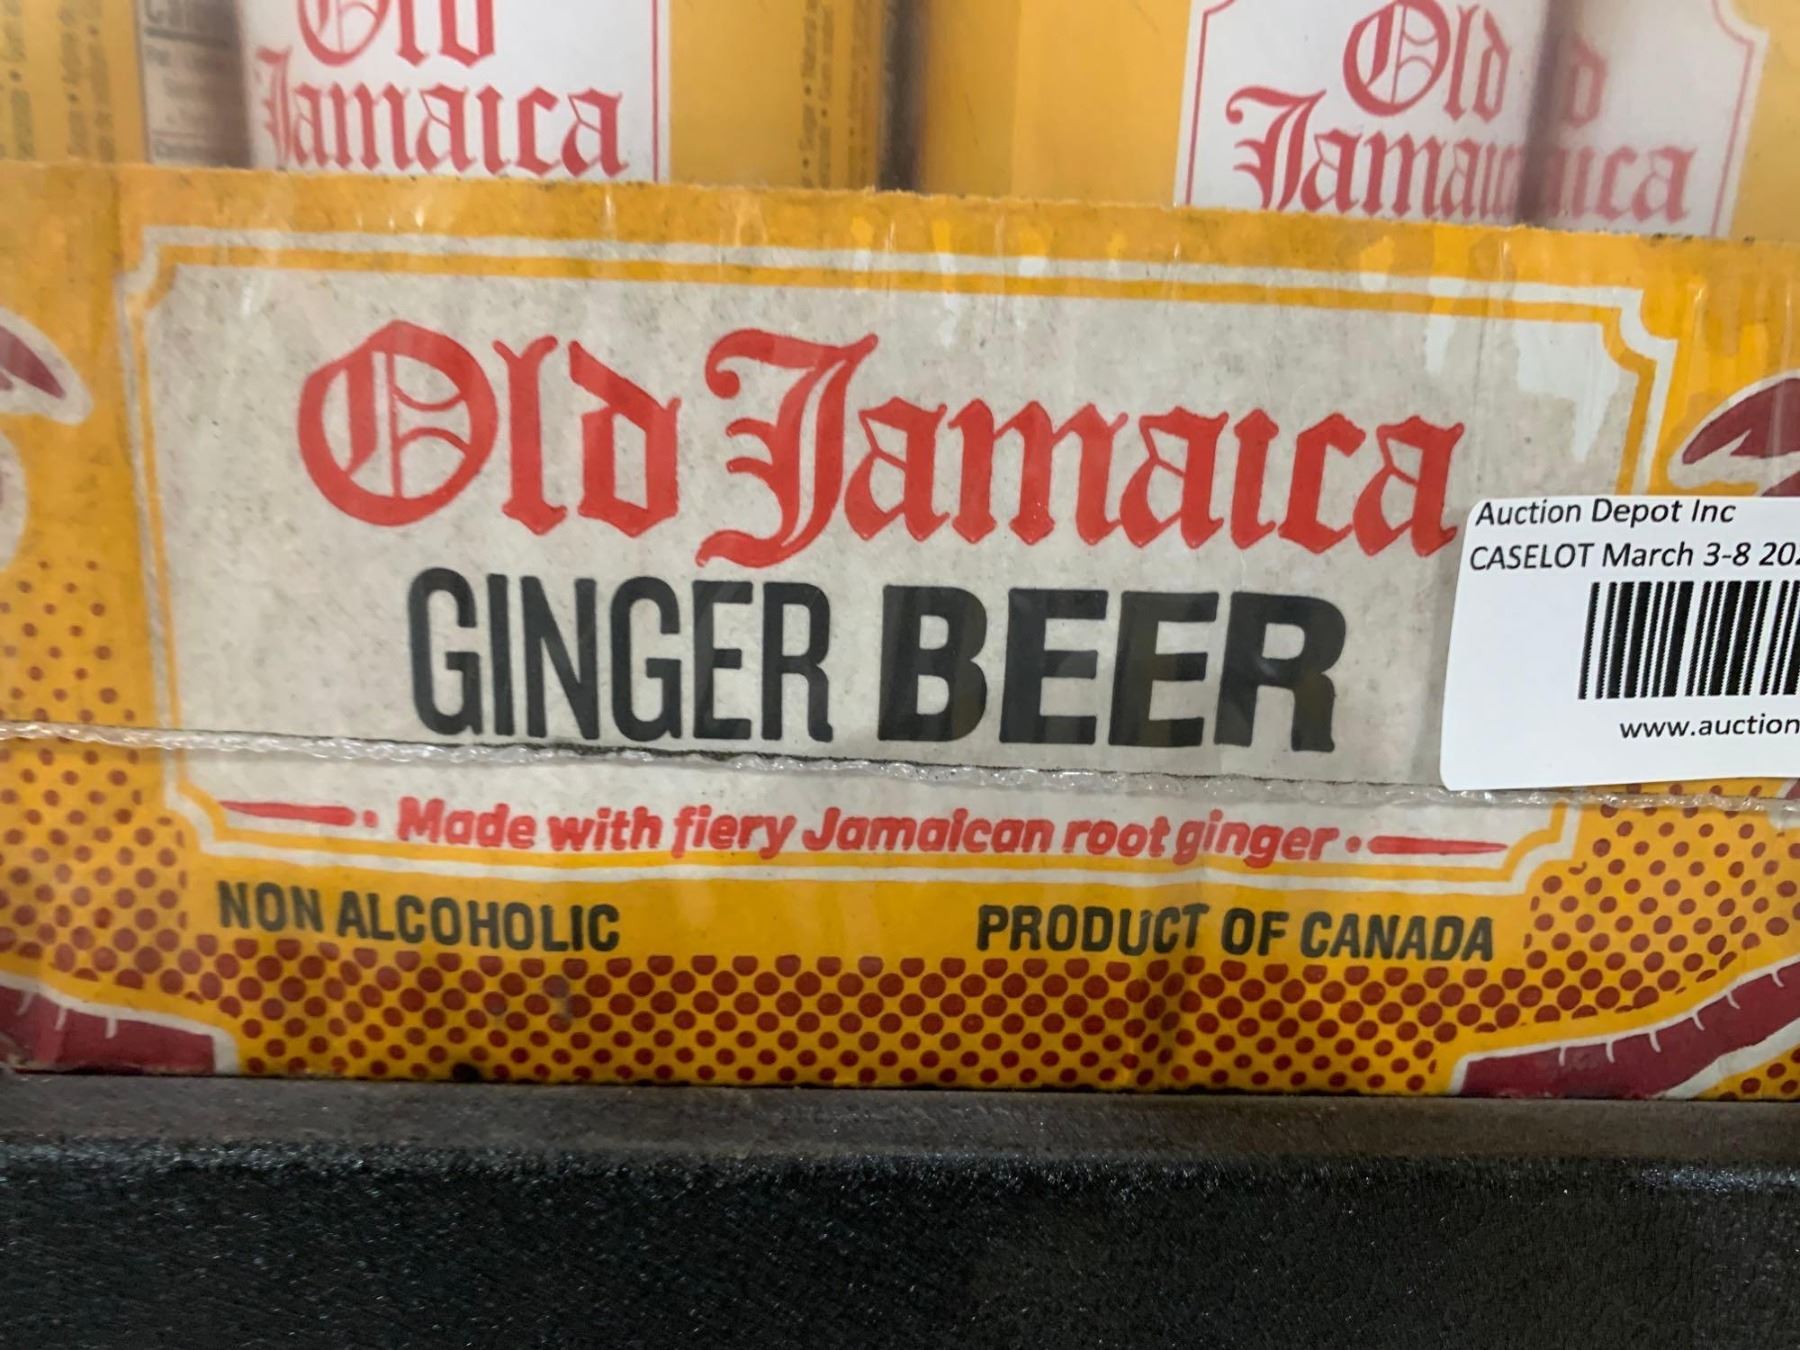 Old
Jamaica
Old
Jamaica
Old Jamaica
GINGER BEER
Made with fiery Jamaican root ginger
NON ALCOHOLIC
PRODUCT OF CANADA
Auction Depot Inc
CASELOT March 3-8
www.auction